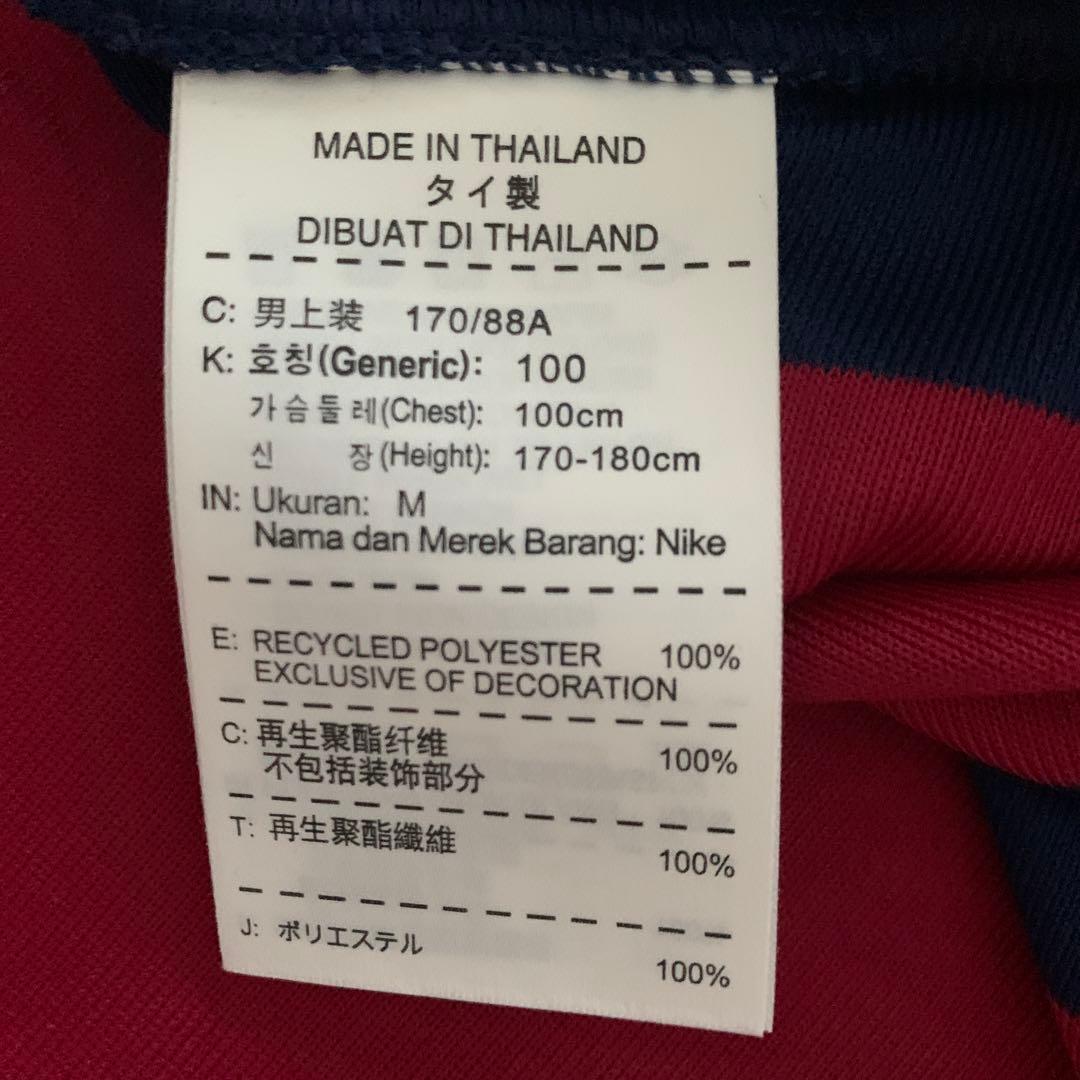 MADE IN THAILAND
タイ製
DIBUAT DI THAILAND
C: 男上装 170/88A
K: 호칭(Generic): 100
가슴둘레(Chest): 100cm
신 장(Height): 170-180cm
IN: Ukuran: M
Nama dan Merek Barang: Nike
E: RECYCLED POLYESTER 100%
EXCLUSIVE OF DECORATION
C: 再生聚酯纤维 100%
不包括装饰部分
T: 再生聚酯纖維 100%
J: ポリエステル 100%